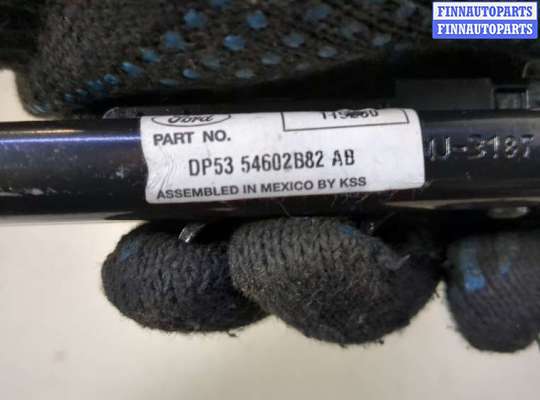 FINNAUTOPARTS
FINNAUTOPARTS
Ford
PART NO.
DP53 54602B82 AB
ASSEMBLED IN MEXICO BY KSS